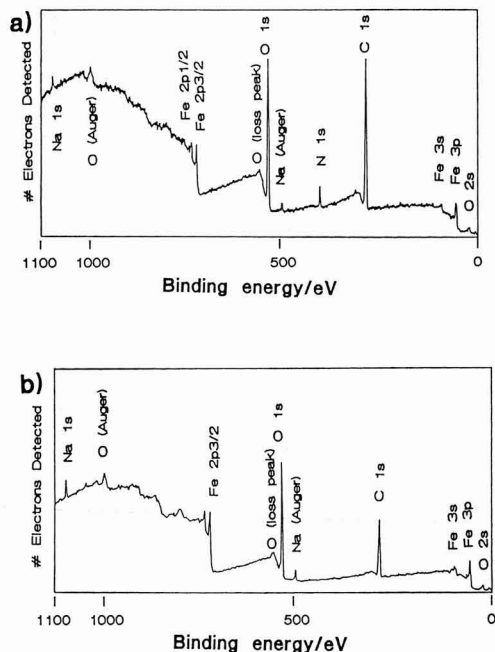 a)
# Electrons Detected
Na 1s
O (Auger)
Fe 2p1/2
Fe 2p3/2
O (loss peak)
O 1s
Na (Auger)
N 1s
C 1s
Fe 3s
Fe 3p
O 2s
1100 1000 500 0
Binding energy/eV
b)
# Electrons Detected
Na 1s
O (Auger)
Fe 2p3/2
O (loss peak)
O 1s
Na (Auger)
C 1s
Fe 3s
Fe 3p
O 2s
1100 1000 500 0
Binding energy/eV